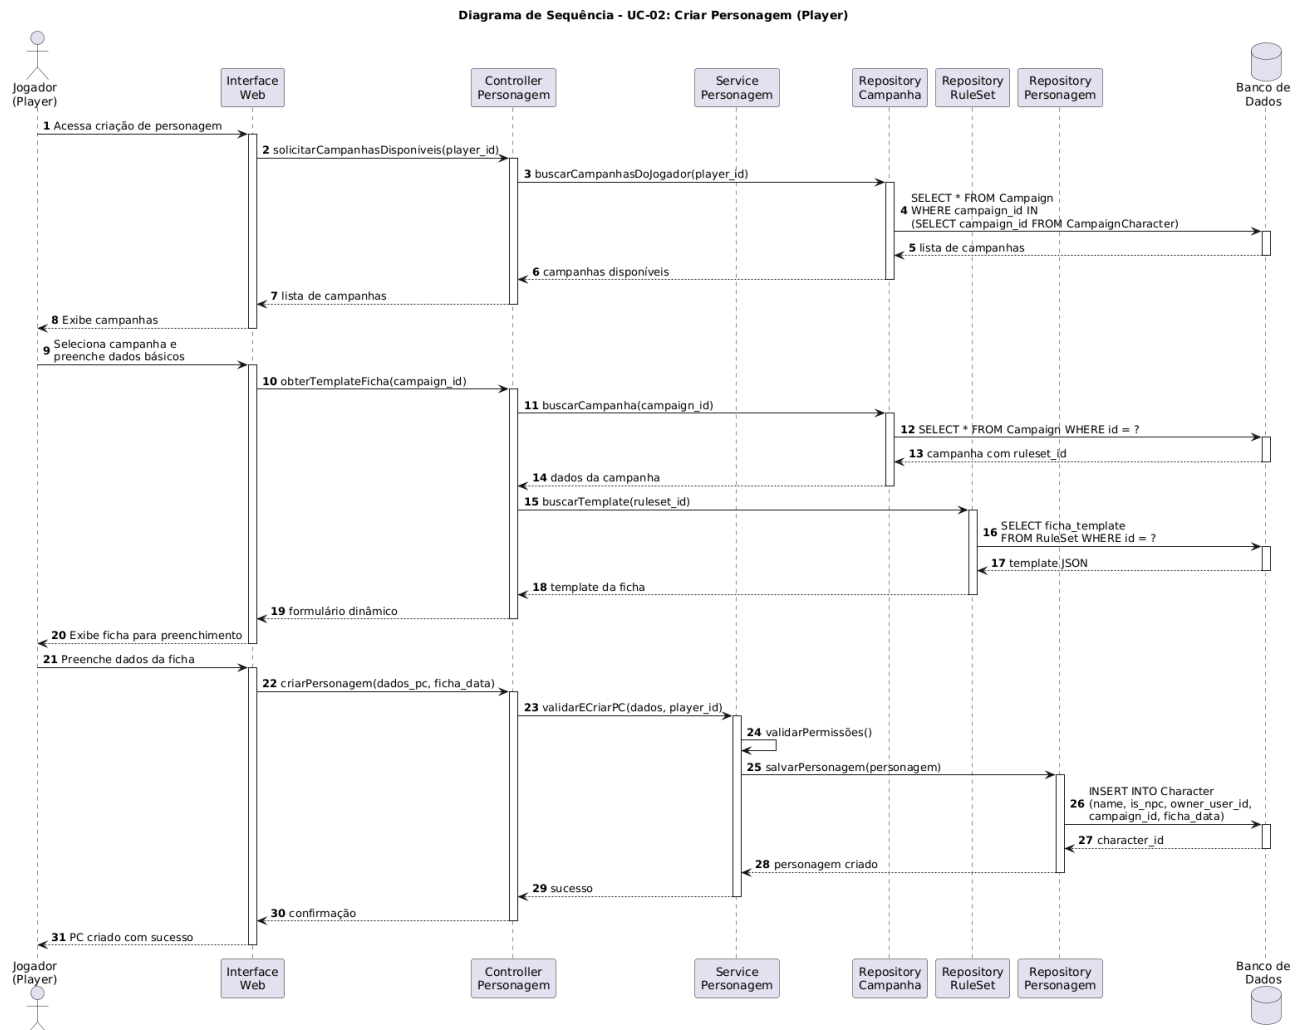 Diagrama de Sequência - UC-02: Criar Personagem (Player)
Jogador
(Player)
Interface
Web
Controller
Personagem
Service
Personagem
Repository
Campanha
Repository
RuleSet
Repository
Personagem
Banco de
Dados
1 Acessa criação de personagem
2 solicitarCampanhasDisponiveis(player_id)
3 buscarCampanhasDoJogador(player_id)
SELECT * FROM Campaign
4 WHERE campaign_id IN
(SELECT campaign_id FROM CampaignCharacter)
5 lista de campanhas
6 campanhas disponíveis
7 lista de campanhas
8 Exibe campanhas
9 Seleciona campanha e
preenche dados básicos
10 obterTemplateFicha(campaign_id)
11 buscarCampanha(campaign_id)
12 SELECT * FROM Campaign WHERE id = ?
13 campanha com ruleset_id
14 dados da campanha
15 buscarTemplate(ruleset_id)
16 SELECT ficha_template
FROM RuleSet WHERE id = ?
17 template JSON
18 template da ficha
19 formulário dinâmico
20 Exibe ficha para preenchimento
21 Preenche dados da ficha
22 criarPersonagem(dados_pc, ficha_data)
23 validarECriarPC(dados, player_id)
24 validarPermissões()
25 salvarPersonagem(personagem)
INSERT INTO Character
26 (name, is_npc, owner_user_id,
campaign_id, ficha_data)
27 character_id
28 personagem criado
29 sucesso
30 confirmação
31 PC criado com sucesso
Jogador
(Player)
Interface
Web
Controller
Personagem
Service
Personagem
Repository
Campanha
Repository
RuleSet
Repository
Personagem
Banco de
Dados